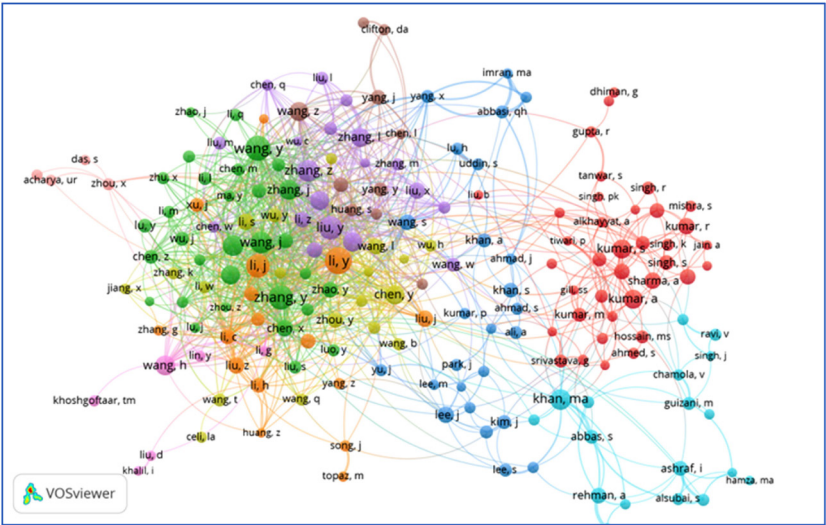 clifton, da
imran, ma
liu, l
chen, q
dhiman, g
yang, j
yang, x
wang, z
abbasi, qh
zhao, j
li, q
gupta, r
zhang, l
chen, l
wu, c
liu, m
wang, y
lu, h
das, s
zhang, m
uddin, s
chen, m
zhang, z
acharya, ur
zhou, x
zhu, x
li, l
tanwar, s
zhang, j
yang, y
liu, x
singh, r
ma, y
liu, b
singh, pk
xu, j
li, m
huang, s
mishra, s
wu, y
li, z
li, s
wang, s
alkhayyat, a
lu, y
chen, w
liu, y
kumar, r
wu, j
wang, j
wang, l
wu, h
khan, a
tiwari, p
kumar, s
singh, k
jain, a
chen, z
li, j
li, y
ahmad, j
singh, s
zhang, k
wang, w
sharma, a
jiang, x
li, w
zhao, y
chen, y
khan, s
gill, ss
zhang, y
kumar, a
zhou, z
ahmad, s
kumar, p
kumar, m
zhou, y
liu, j
zhang, g
lu, j
chen, x
ali, a
li, c
hossain, ms
ravi, v
wang, b
li, g
luo, y
ahmed, s
lin, y
singh, j
srivastava, g
wang, h
liu, z
liu, s
park, j
yu, j
chamola, v
li, h
yang, z
lee, m
khoshgoftaar, tm
wang, t
wang, q
khan, ma
guizani, m
lee, j
kim, j
celi, la
huang, z
abbas, s
song, j
liu, d
khalil, i
lee, s
ashraf, i
topaz, m
hamza, ma
rehman, a
alsubai, s
VOSviewer